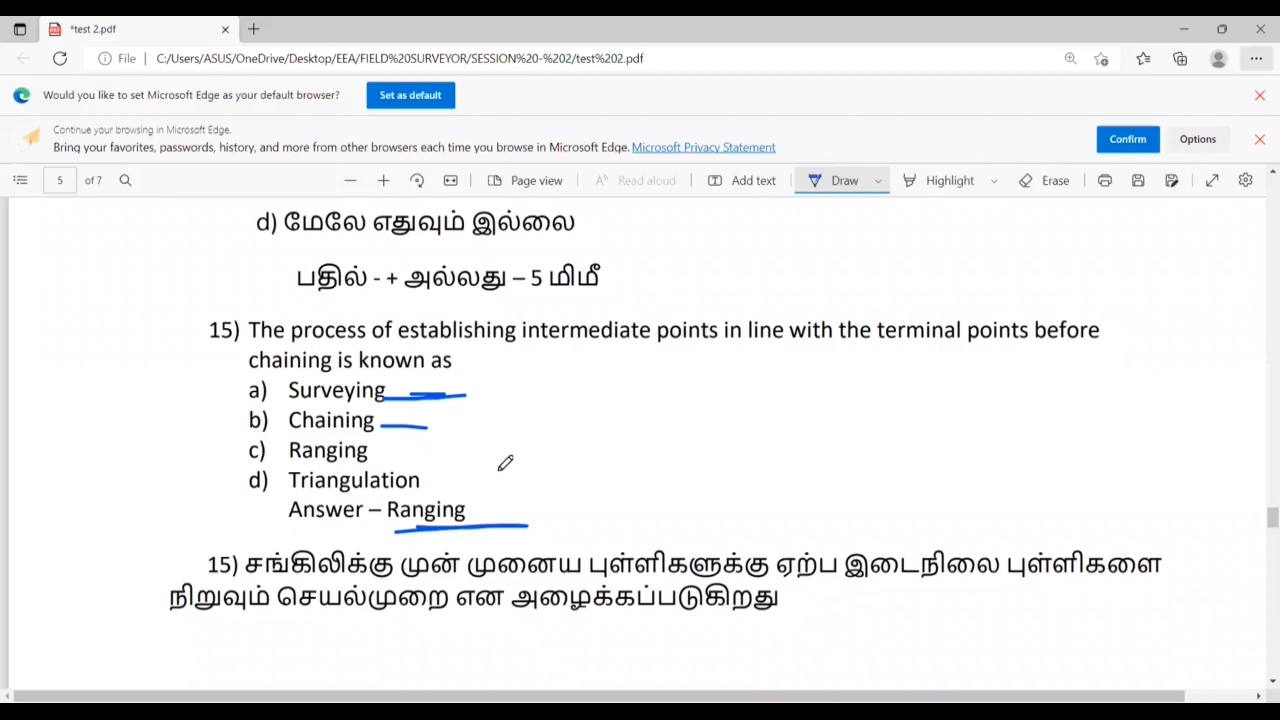 *test 2.pdf
File
C:/Users/ASUS/OneDrive/Desktop/EEA/FIELD%20SURVEYOR/SESSION%20-%202/test%202.pdf
Would you like to set Microsoft Edge as your default browser? Set as default
Continue your browsing in Microsoft Edge.
Bring your favorites, passwords, history, and more from other browsers each time you browse in Microsoft Edge. Microsoft Privacy Statement
Confirm Options
5 of 7 Page view Read aloud Add text Draw Highlight Erase
d) மேலே எதுவும் இல்லை
பதில் - + அல்லது – 5 மிமீ
15) The process of establishing intermediate points in line with the terminal points before
chaining is known as
a) Surveying
b) Chaining
c) Ranging
d) Triangulation
Answer – Ranging
15) சங்கிலிக்கு முன் முனைய புள்ளிகளுக்கு ஏற்ப இடைநிலை புள்ளிகளை
நிறுவும் செயல்முறை என அழைக்கப்படுகிறது